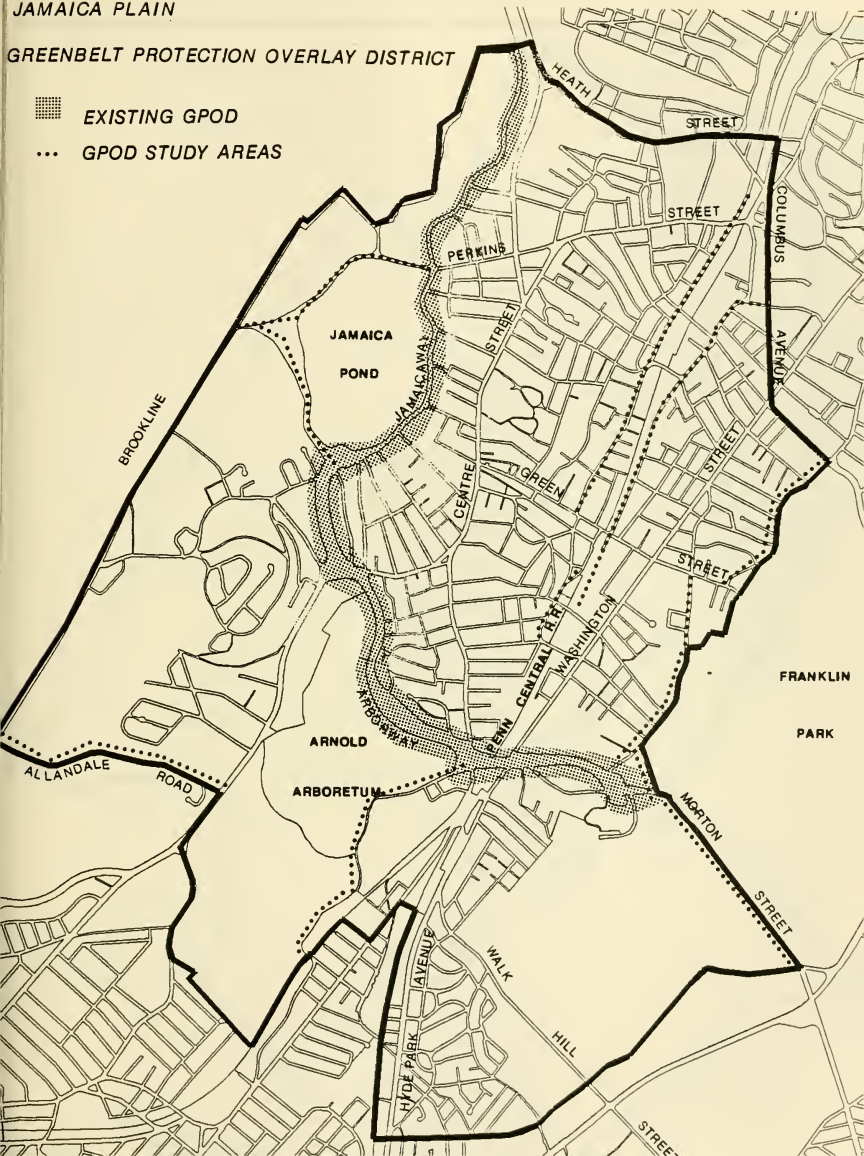 JAMAICA PLAIN
GREENBELT PROTECTION OVERLAY DISTRICT
EXISTING GPOD
GPOD STUDY AREAS
HEATH
STREET
COLUMBUS
STREET
PERKINS
STREET
JAMAICA
POND
JAMAICAWAY
AVENUE
BROOKLINE
STREET
CENTRE
GREEN
STREET
WASHINGTON
PENN CENTRAL R.R.
FRANKLIN
PARK
ARBORWAY
ARNOLD
ARBORETUM
ALLANDALE
ROAD
MORTON
STREET
AVENUE
HYDE PARK
WALK
HILL
STREET